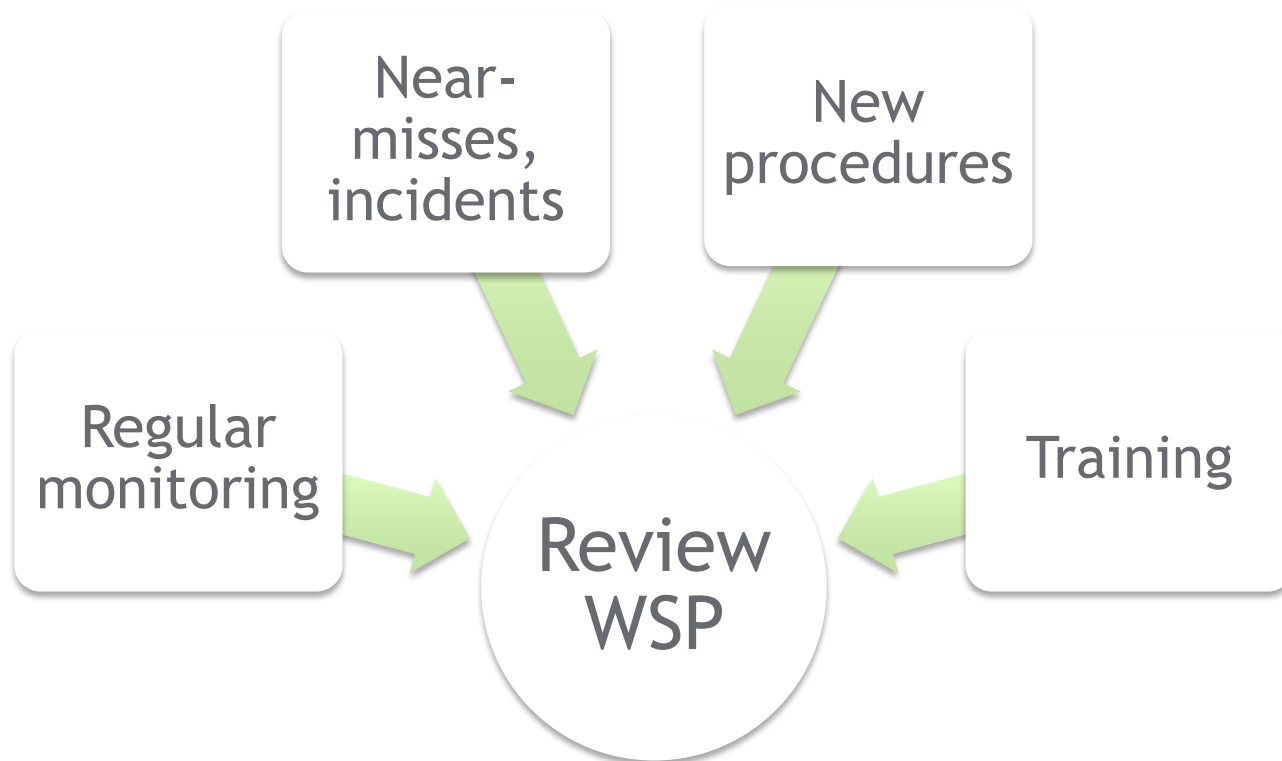 Near-
misses,
incidents
New
procedures
Regular
monitoring
Training
Review
WSP